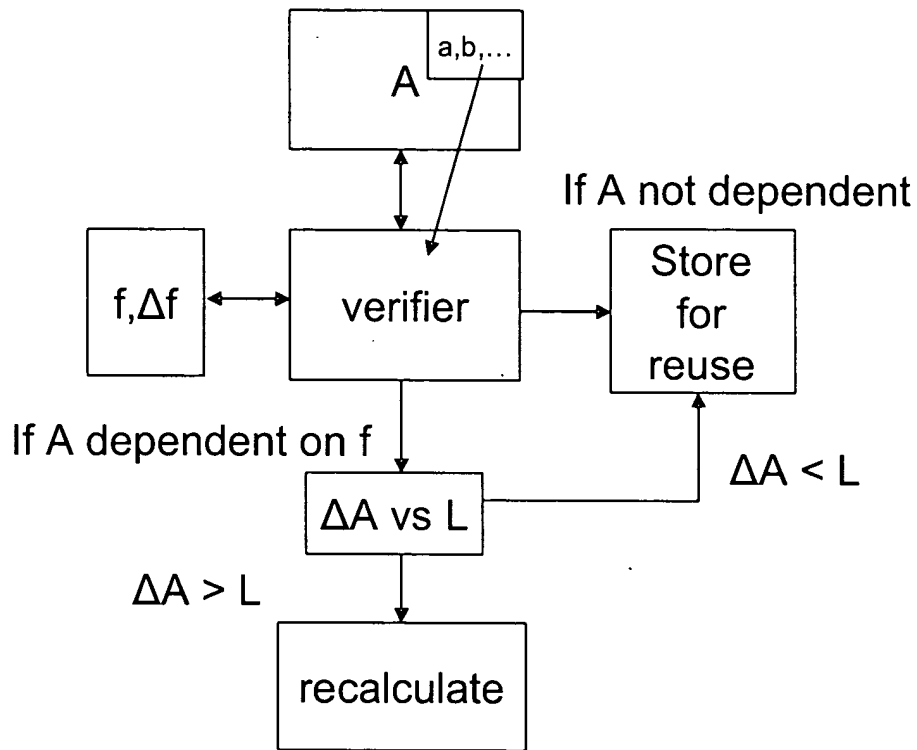 a,b,...
A
If A not dependent
f,Δf
verifier
Store
for
reuse
If A dependent on f
ΔA vs L
ΔA < L
ΔA > L
recalculate